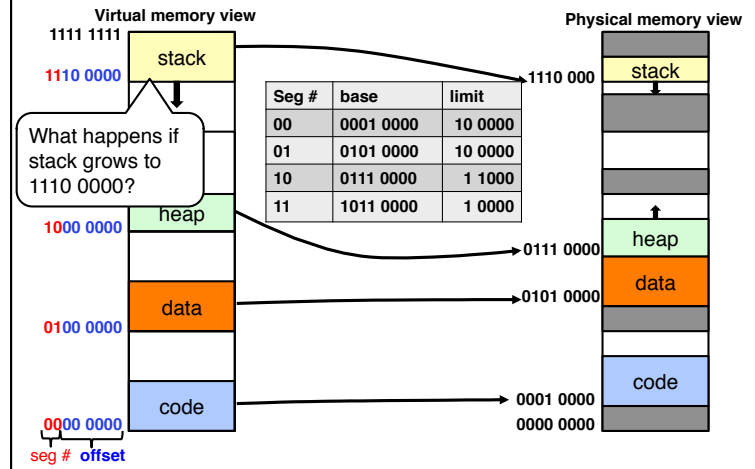 Virtual memory view
Physical memory view
1111 1111
stack
1110 0000
1110 000
stack
Seg # base limit
00 0001 0000 10 0000
01 0101 0000 10 0000
10 0111 0000 1 1000
11 1011 0000 1 0000
What happens if
stack grows to
1110 0000?
heap
1000 0000
heap
0111 0000
data
0101 0000
data
0100 0000
code
0001 0000
code
0000 0000
0000 0000
seg # offset